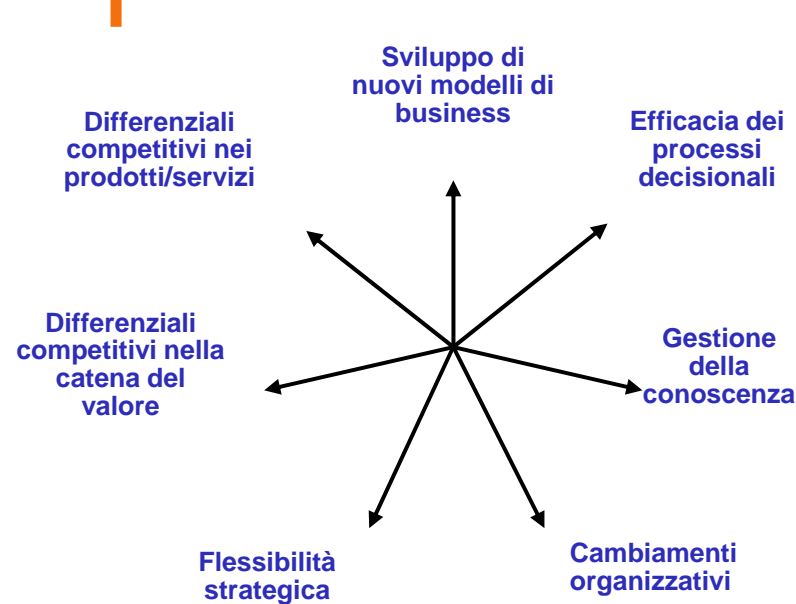 Sviluppo di
nuovi modelli di
business
Differenziali
competitivi nei
prodotti/servizi
Efficacia dei
processi
decisionali
Differenziali
competitivi nella
catena del
valore
Gestione
della
conoscenza
Flessibilità
strategica
Cambiamenti
organizzativi